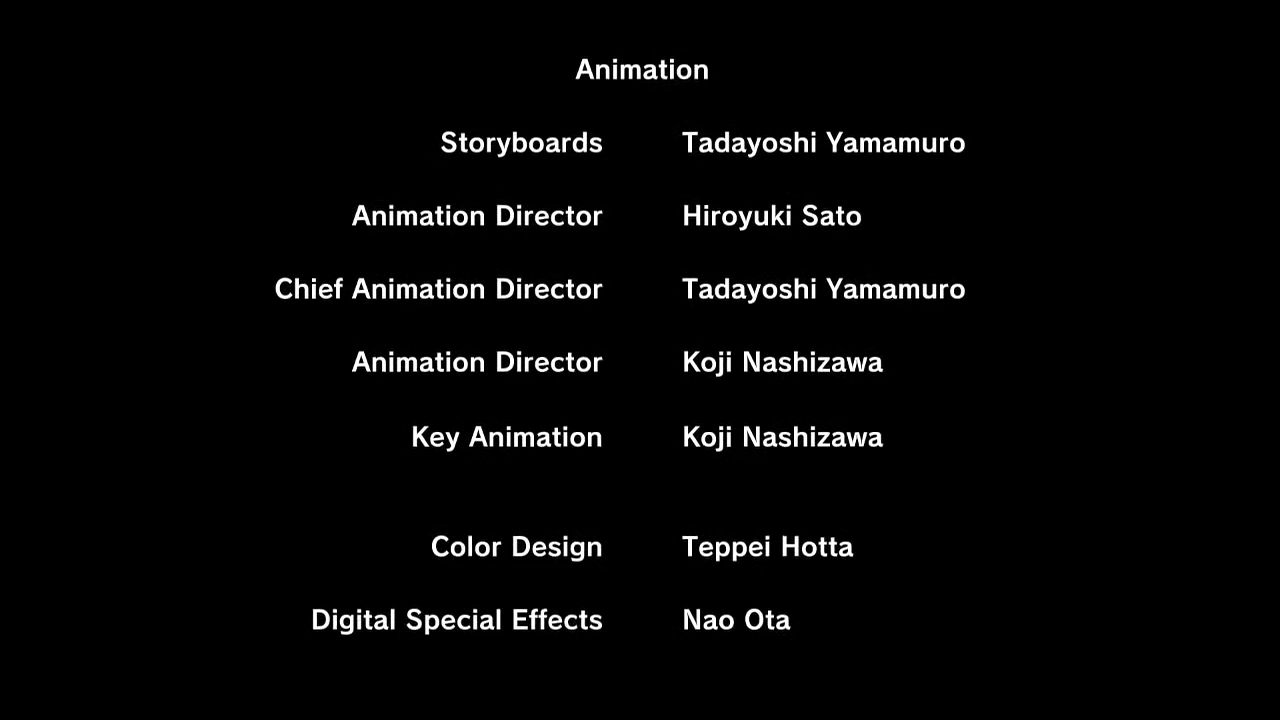 Animation
Storyboards Tadayoshi Yamamuro
Animation Director Hiroyuki Sato
Chief Animation Director Tadayoshi Yamamuro
Animation Director Koji Nashizawa
Key Animation Koji Nashizawa
Color Design Teppei Hotta
Digital Special Effects Nao Ota